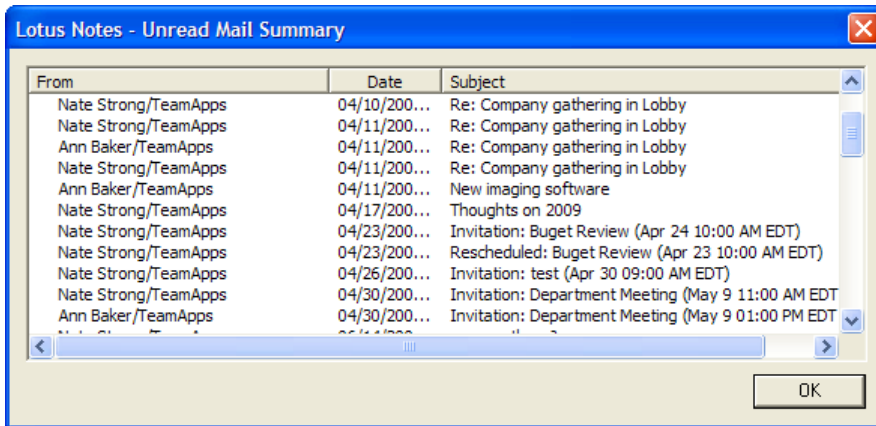 Lotus Notes - Unread Mail Summary
From Date Subject
Nate Strong/TeamApps 04/10/200... Re: Company gathering in Lobby
Nate Strong/TeamApps 04/11/200... Re: Company gathering in Lobby
Ann Baker/TeamApps 04/11/200... Re: Company gathering in Lobby
Nate Strong/TeamApps 04/11/200... Re: Company gathering in Lobby
Ann Baker/TeamApps 04/11/200... New imaging software
Nate Strong/TeamApps 04/17/200... Thoughts on 2009
Nate Strong/TeamApps 04/23/200... Invitation: Buget Review (Apr 24 10:00 AM EDT)
Nate Strong/TeamApps 04/23/200... Rescheduled: Buget Review (Apr 23 10:00 AM EDT)
Nate Strong/TeamApps 04/26/200... Invitation: test (Apr 30 09:00 AM EDT)
Nate Strong/TeamApps 04/30/200... Invitation: Department Meeting (May 9 11:00 AM EDT
Ann Baker/TeamApps 04/30/200... Invitation: Department Meeting (May 9 01:00 PM EDT
OK